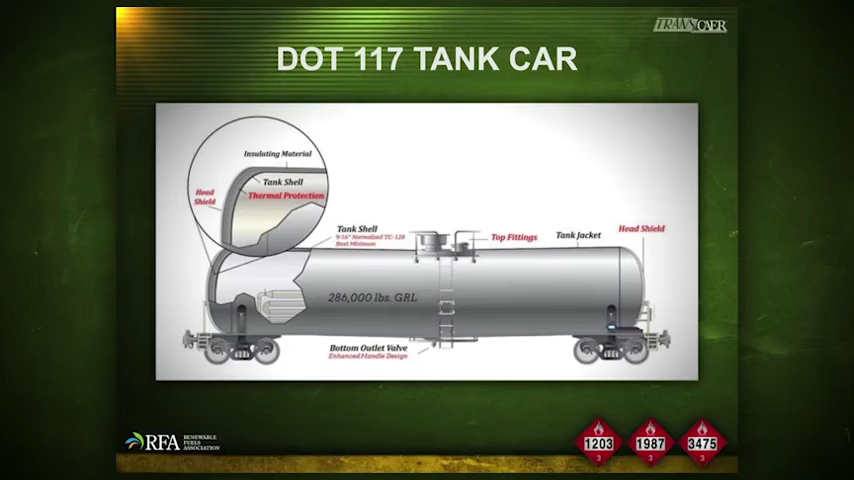 TRANSCAER
DOT 117 TANK CAR
Insulating Material
Tank Shell
Thermal Protection
Head
Shield
Tank Shell
9/16" Normalized TC-128
Steel Minimum
Top Fittings
Tank Jacket
Head Shield
286,000 lbs. GRL
Bottom Outlet Valve
Enhanced Handle Design
RFA
RENEWABLE
FUELS
ASSOCIATION
1203
3
1987
3
3475
3